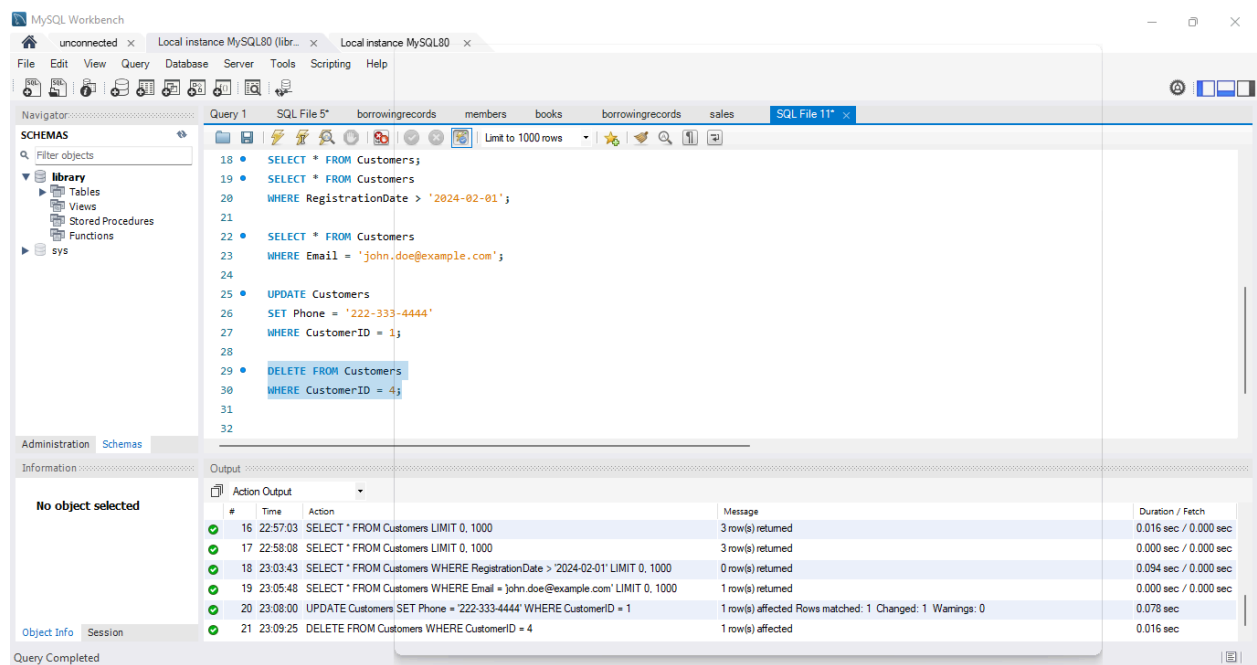 MySQL Workbench
unconnected × Local instance MySQL80 (libr... × Local instance MySQL80 ×
File Edit View Query Database Server Tools Scripting Help
Navigator
Query 1 SQL File 5* borrowingrecords members books borrowingrecords sales SQL File 11* ×
SCHEMAS
Limit to 1000 rows
Filter objects
library
Tables
Views
Stored Procedures
Functions
sys
18 SELECT * FROM Customers;
19 SELECT * FROM Customers
20 WHERE RegistrationDate > '2024-02-01';
21
22 SELECT * FROM Customers
23 WHERE Email = 'john.doe@example.com';
24
25 UPDATE Customers
26 SET Phone = '222-333-4444'
27 WHERE CustomerID = 1;
28
29 DELETE FROM Customers
30 WHERE CustomerID = 4;
31
32
Administration Schemas
Information
No object selected
Object Info Session
Output
Action Output
# Time Action Message Duration / Fetch
16 22:57:03 SELECT * FROM Customers LIMIT 0, 1000 3 row(s) returned 0.016 sec / 0.000 sec
17 22:58:08 SELECT * FROM Customers LIMIT 0, 1000 3 row(s) returned 0.000 sec / 0.000 sec
18 23:03:43 SELECT * FROM Customers WHERE RegistrationDate > '2024-02-01' LIMIT 0, 1000 0 row(s) returned 0.094 sec / 0.000 sec
19 23:05:48 SELECT * FROM Customers WHERE Email = 'john.doe@example.com' LIMIT 0, 1000 1 row(s) returned 0.000 sec / 0.000 sec
20 23:08:00 UPDATE Customers SET Phone = '222-333-4444' WHERE CustomerID = 1 1 row(s) affected Rows matched: 1 Changed: 1 Warnings: 0 0.078 sec
21 23:09:25 DELETE FROM Customers WHERE CustomerID = 4 1 row(s) affected 0.016 sec
Query Completed